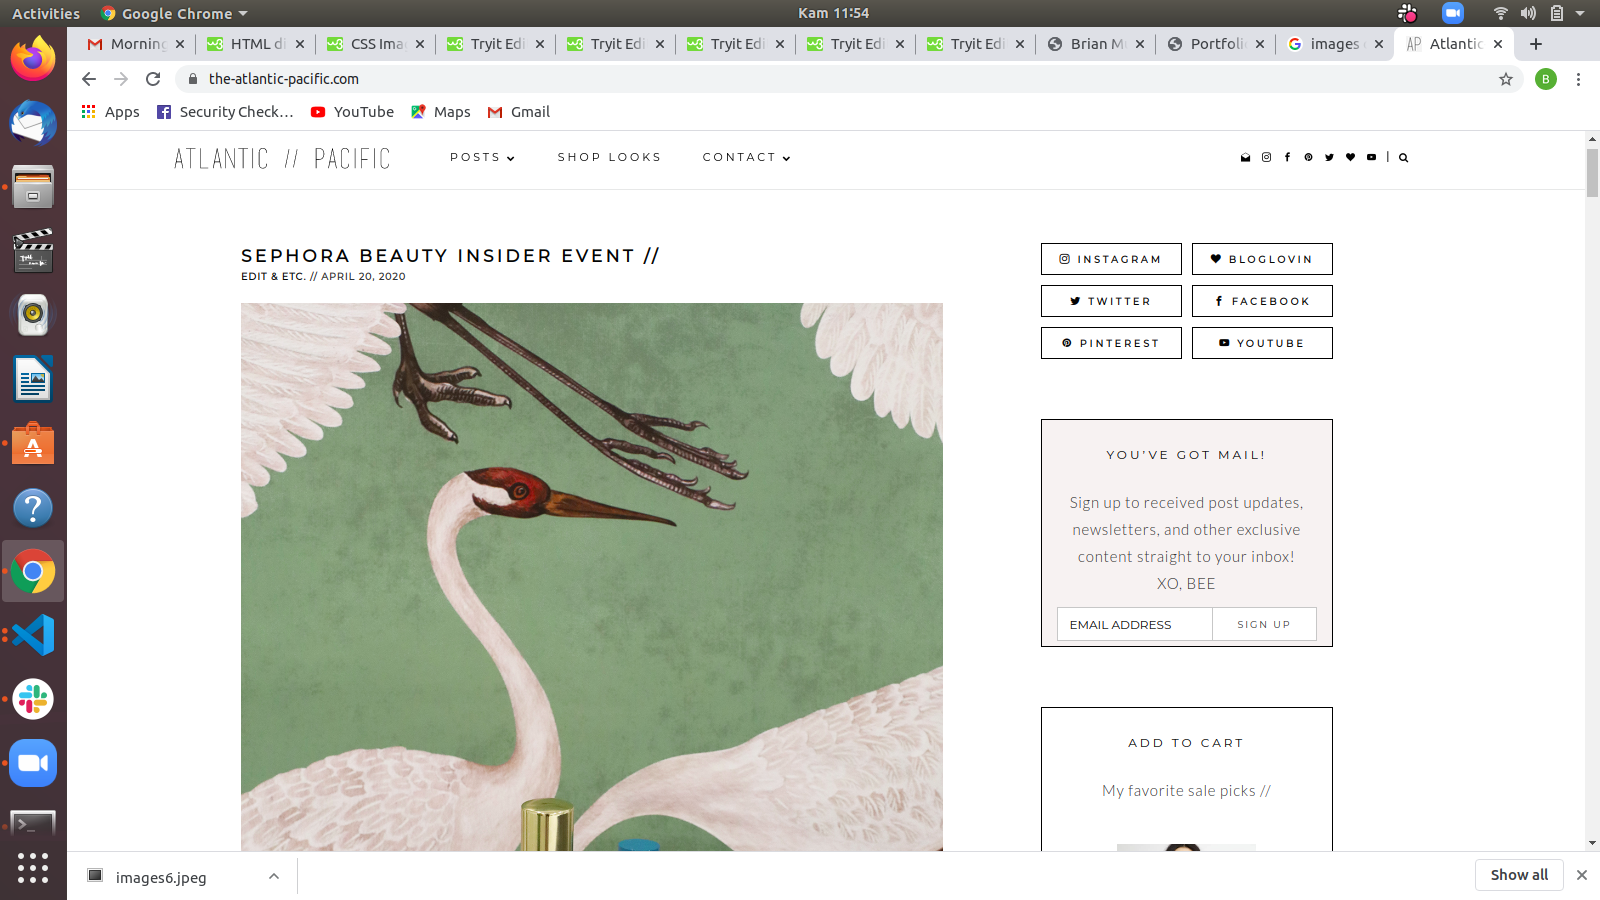 Activities
Google Chrome
Kam 11:54
Morning
HTML di
CSS Ima
Tryit Edi
Tryit Edi
Tryit Edi
Tryit Edi
Tryit Edi
Brian M
Portfoli
images
AP
Atlantic
the-atlantic-pacific.com
B
Apps
Security Check…
YouTube
Maps
Gmail
ATLANTIC // PACIFIC
POSTS
SHOP LOOKS
CONTACT
SEPHORA BEAUTY INSIDER EVENT //
EDIT & ETC. // APRIL 20, 2020
INSTAGRAM
BLOGLOVIN
TWITTER
FACEBOOK
PINTEREST
YOUTUBE
YOU'VE GOT MAIL!
Sign up to received post updates,
newsletters, and other exclusive
content straight to your inbox!
XO, BEE
EMAIL ADDRESS
SIGN UP
ADD TO CART
My favorite sale picks //
images6.jpeg
Show all